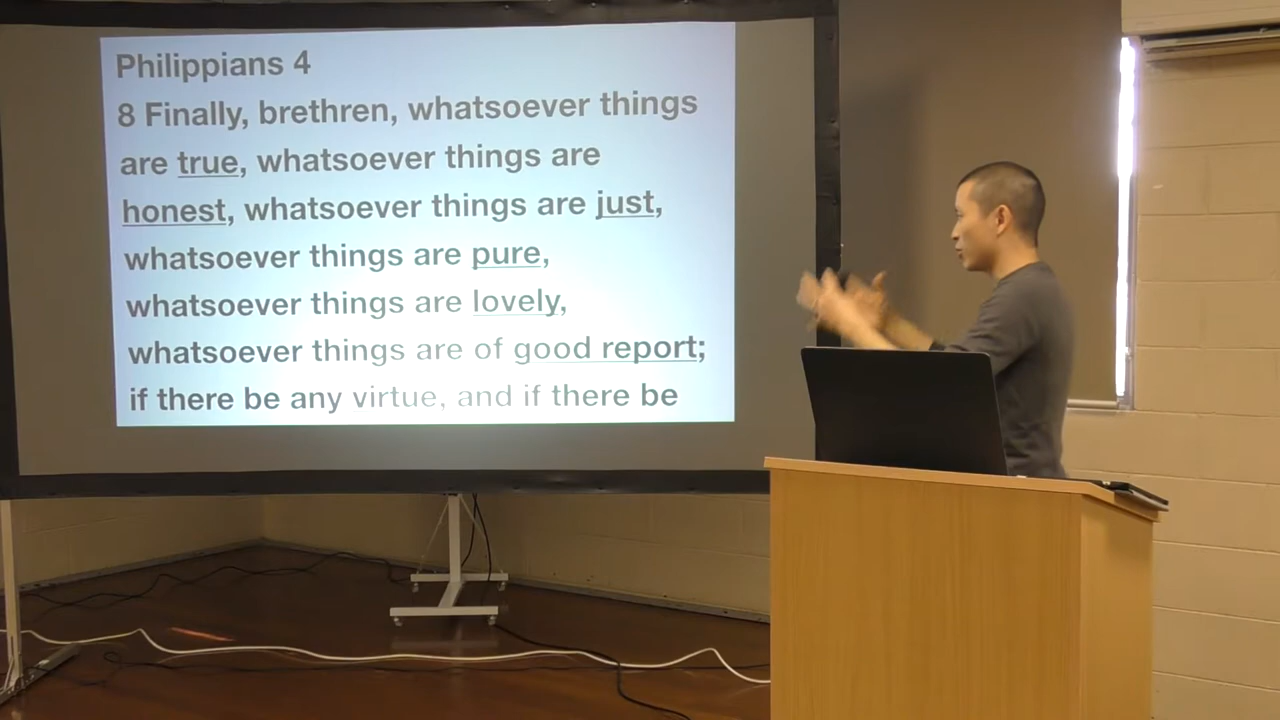 Philippians 4
8 Finally, brethren, whatsoever things
are true, whatsoever things are
honest, whatsoever things are just,
whatsoever things are pure,
whatsoever things are lovely,
whatsoever things are of good report;
if there be any virtue, and if there be